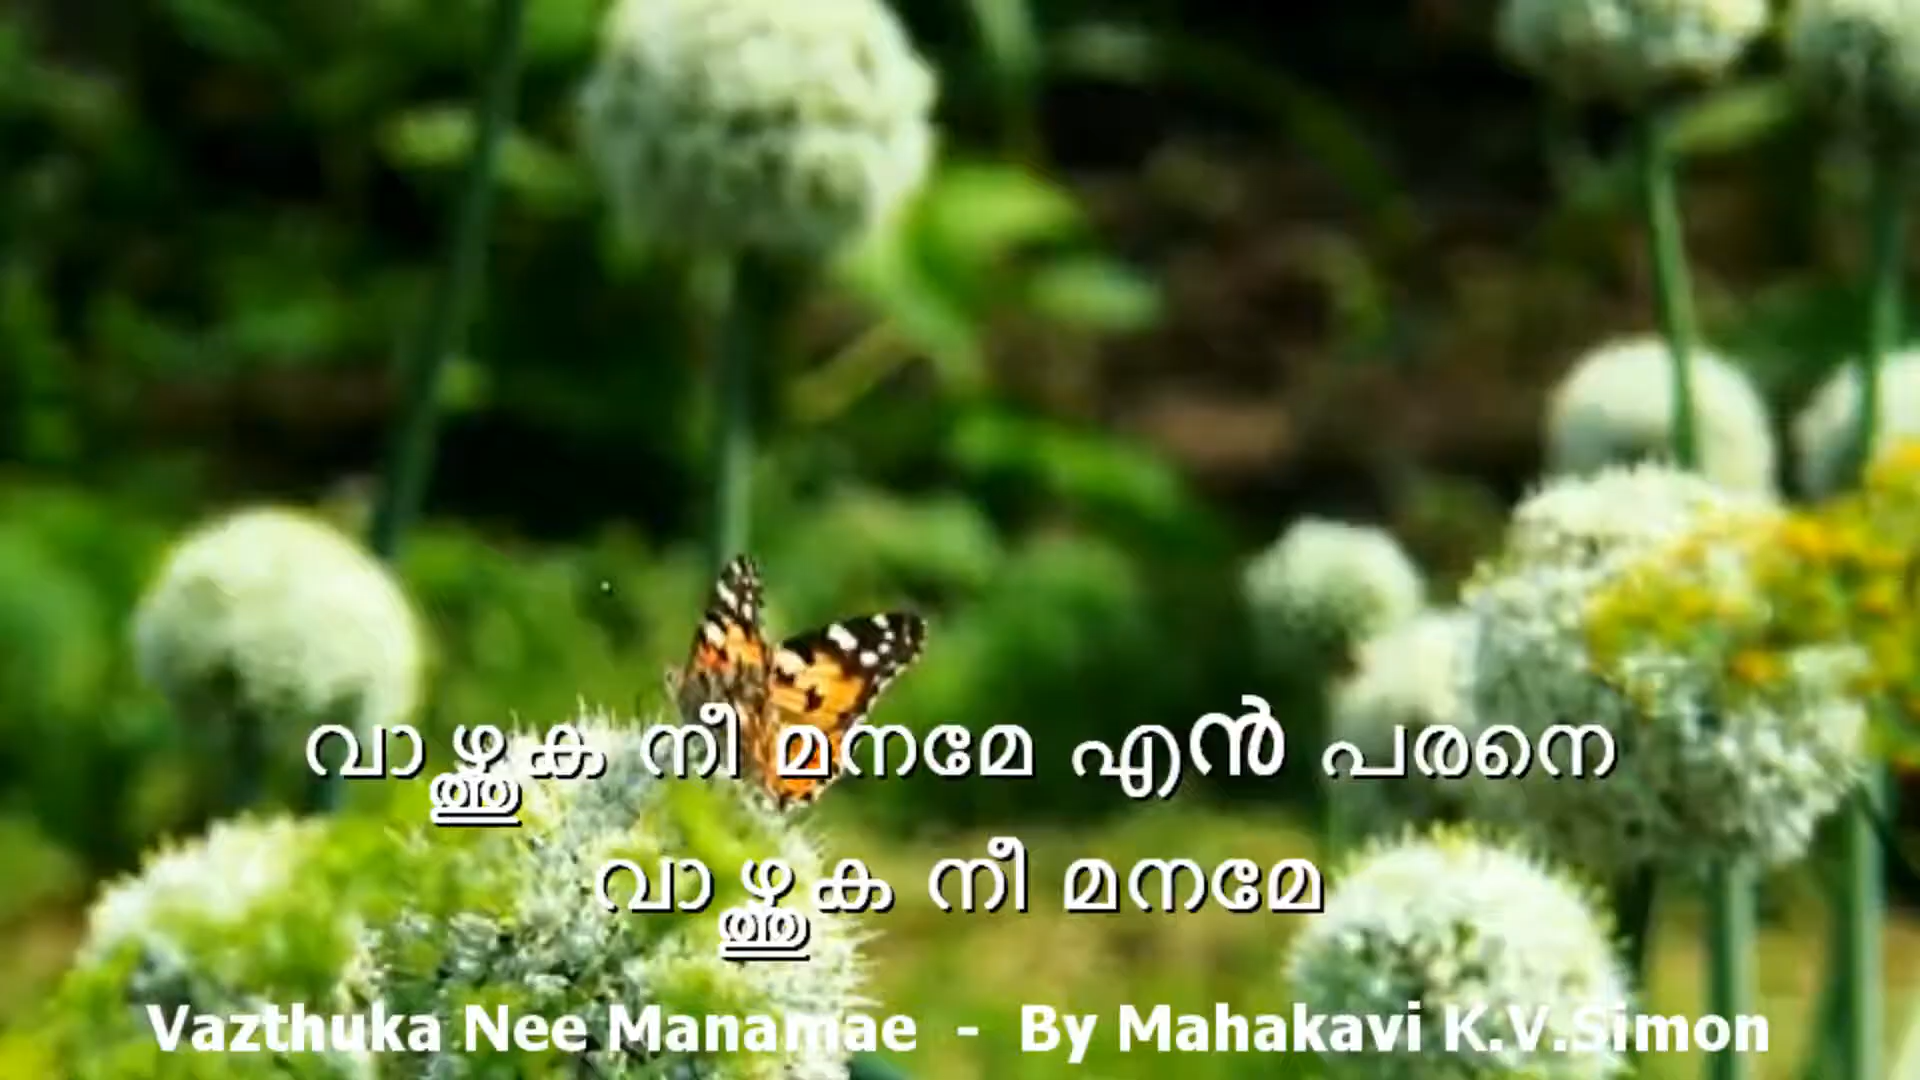 വാഴ്ത്തുക നീ മനമേ എൻ പരനെ
വാഴ്ത്തുക നീ മനമേ
Vazthuka Nee Manamae - By Mahakavi K.V.Simon